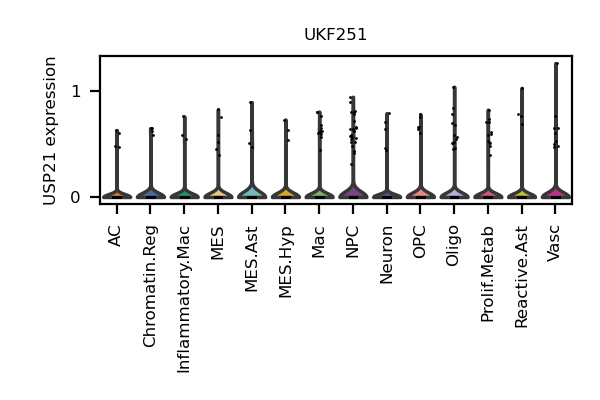 UKF251
USP21 expression
1
0
AC
Chromatin.Reg
Inflammatory.Mac
MES
MES.Ast
MES.Hyp
Mac
NPC
Neuron
OPC
Oligo
Prolif.Metab
Reactive.Ast
Vasc